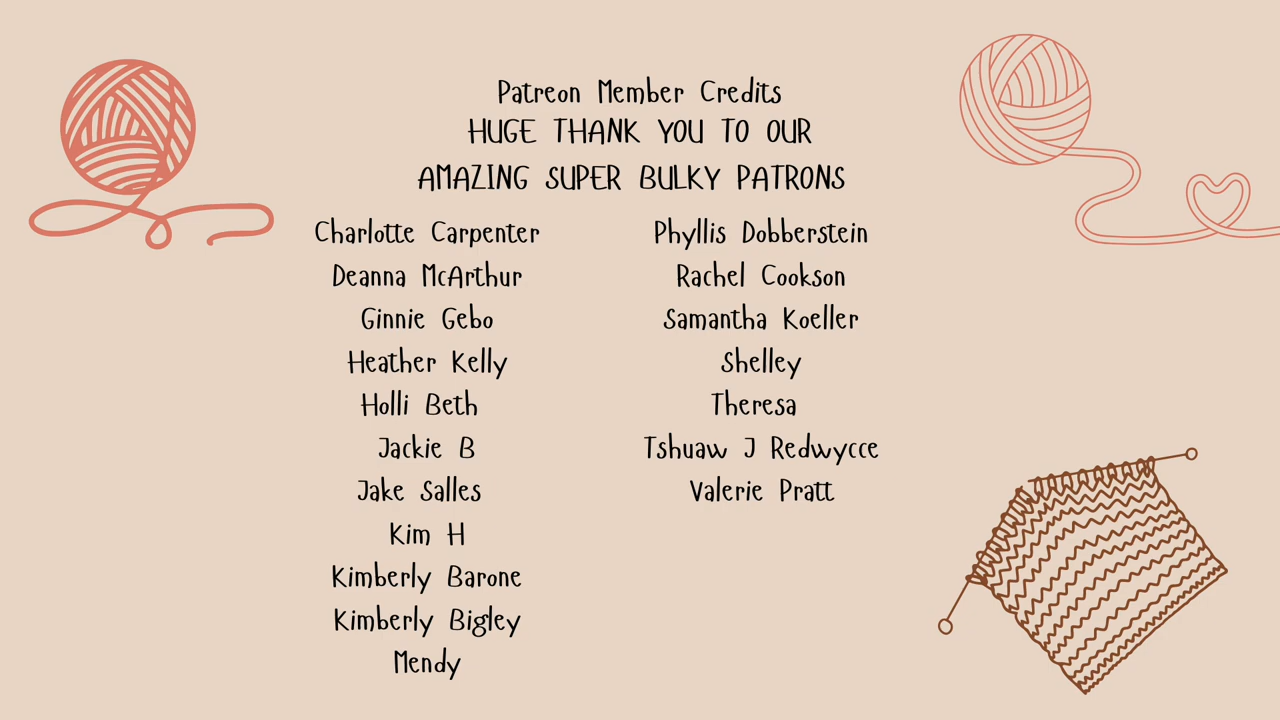 Patreon Member Credits
HUGE THANK YOU TO OUR
AMAZING SUPER BULKY PATRONS
Charlotte Carpenter
Deanna McArthur
Ginnie Gebo
Heather Kelly
Holli Beth
Jackie B
Jake Salles
Kim H
Kimberly Barone
Kimberly Bigley
Mendy
Phyllis Dobberstein
Rachel Cookson
Samantha Koeller
Shelley
Theresa
Tshuaw J Redwycce
Valerie Pratt